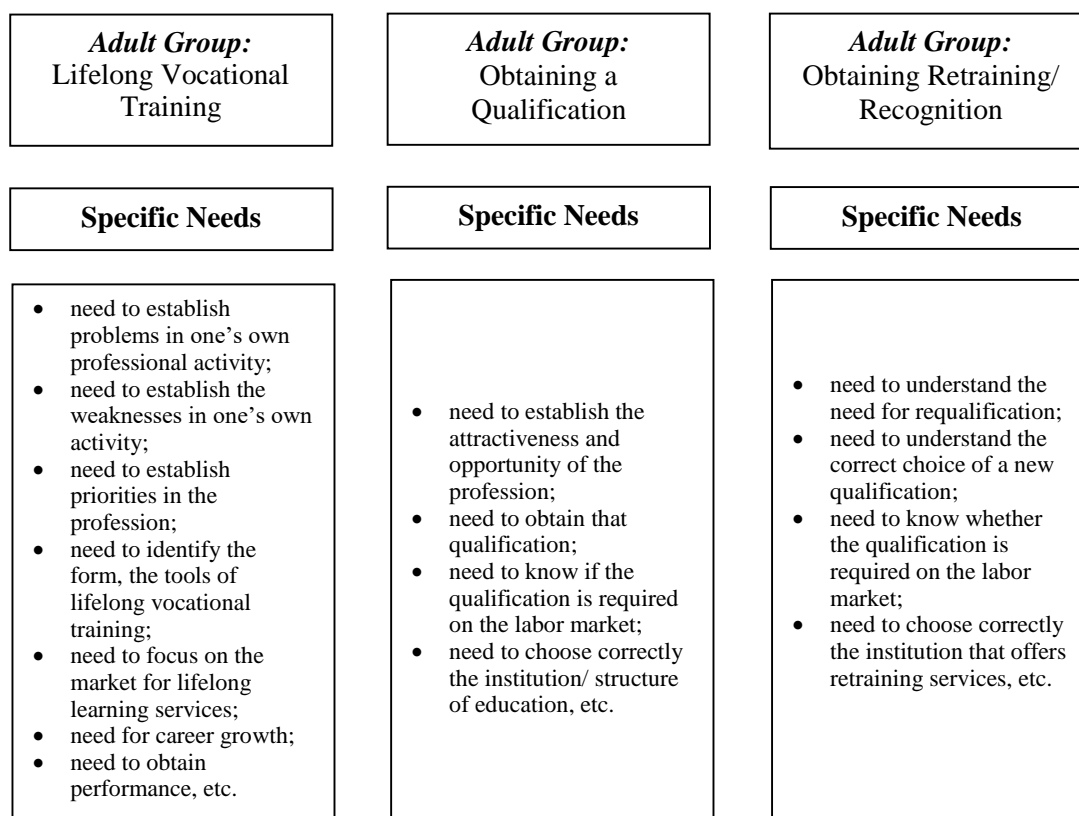 Adult Group:
Lifelong Vocational
Training
Specific Needs
• need to establish
problems in one’s own
professional activity;
• need to establish the
weaknesses in one’s own
activity;
• need to establish
priorities in the
profession;
• need to identify the
form, the tools of
lifelong vocational
training;
• need to focus on the
market for lifelong
learning services;
• need for career growth;
• need to obtain
performance, etc.
Adult Group:
Obtaining a
Qualification
Specific Needs
• need to establish the
attractiveness and
opportunity of the
profession;
• need to obtain that
qualification;
• need to know if the
qualification is required
on the labor market;
• need to choose correctly
the institution/ structure
of education, etc.
Adult Group:
Obtaining Retraining/
Recognition
Specific Needs
• need to understand the
need for requalification;
• need to understand the
correct choice of a new
qualification;
• need to know whether
the qualification is
required on the labor
market;
• need to choose correctly
the institution that offers
retraining services, etc.